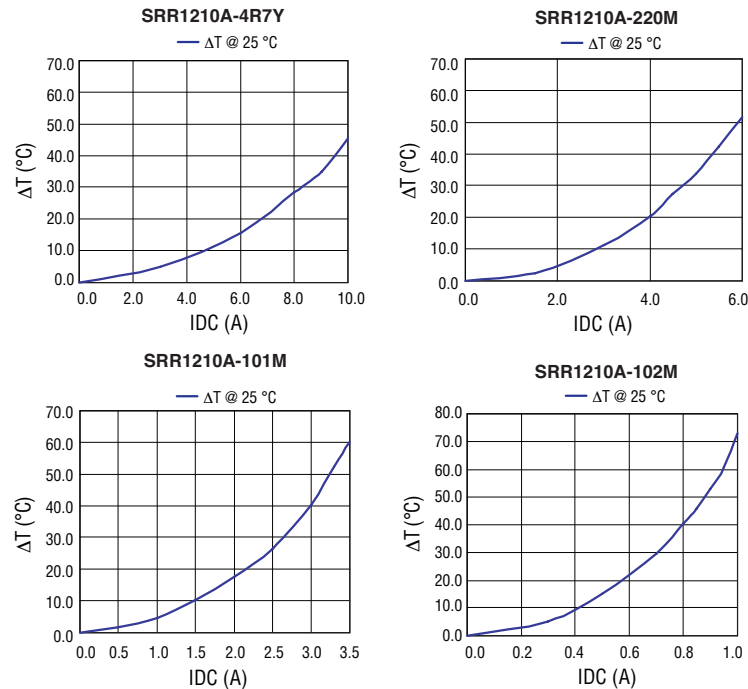 SRR1210A-4R7Y
ΔT @ 25 °C
70.0
60.0
50.0
40.0
30.0
20.0
10.0
0.0
ΔT (°C)
0.0 2.0 4.0 6.0 8.0 10.0
IDC (A)
SRR1210A-220M
ΔT @ 25 °C
70.0
60.0
50.0
40.0
30.0
20.0
10.0
0.0
ΔT (°C)
0.0 2.0 4.0 6.0
IDC (A)
SRR1210A-101M
ΔT @ 25 °C
70.0
60.0
50.0
40.0
30.0
20.0
10.0
0.0
ΔT (°C)
0.0 0.5 1.0 1.5 2.0 2.5 3.0 3.5
IDC (A)
SRR1210A-102M
ΔT @ 25 °C
80.0
70.0
60.0
50.0
40.0
30.0
20.0
10.0
0.0
ΔT (°C)
0.0 0.2 0.4 0.6 0.8 1.0
IDC (A)